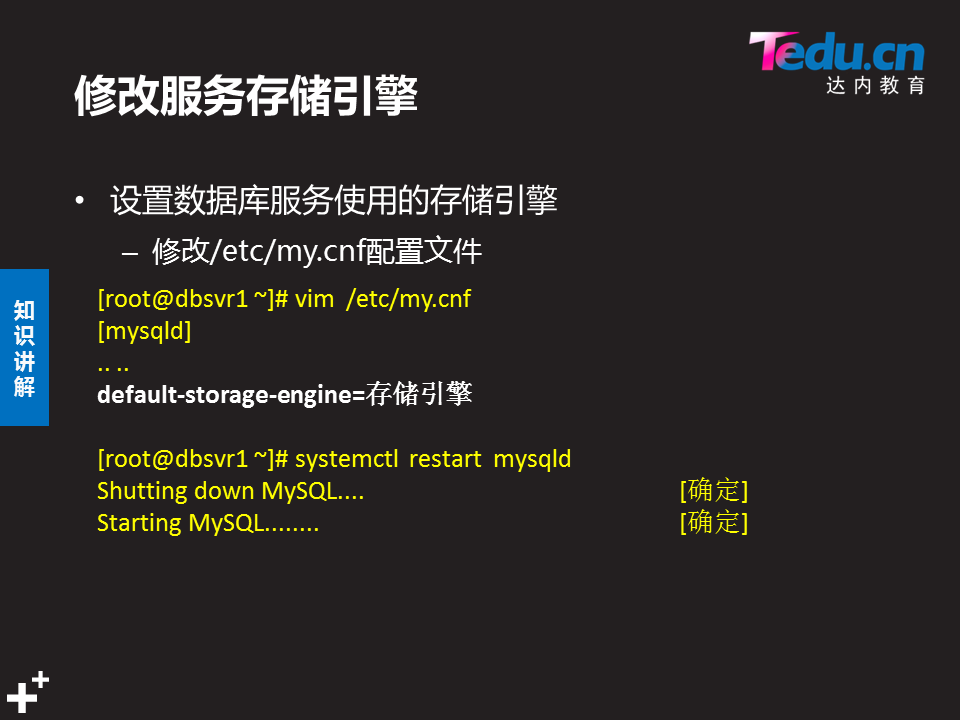 Tedu.cn
达内教育
修改服务存储引擎
• 设置数据库服务使用的存储引擎
– 修改/etc/my.cnf配置文件
知识讲解
[root@dbsvr1 ~]# vim /etc/my.cnf
[mysqld]
.. ..
default-storage-engine=存储引擎
[root@dbsvr1 ~]# systemctl restart mysqld
Shutting down MySQL.... [确定]
Starting MySQL........ [确定]